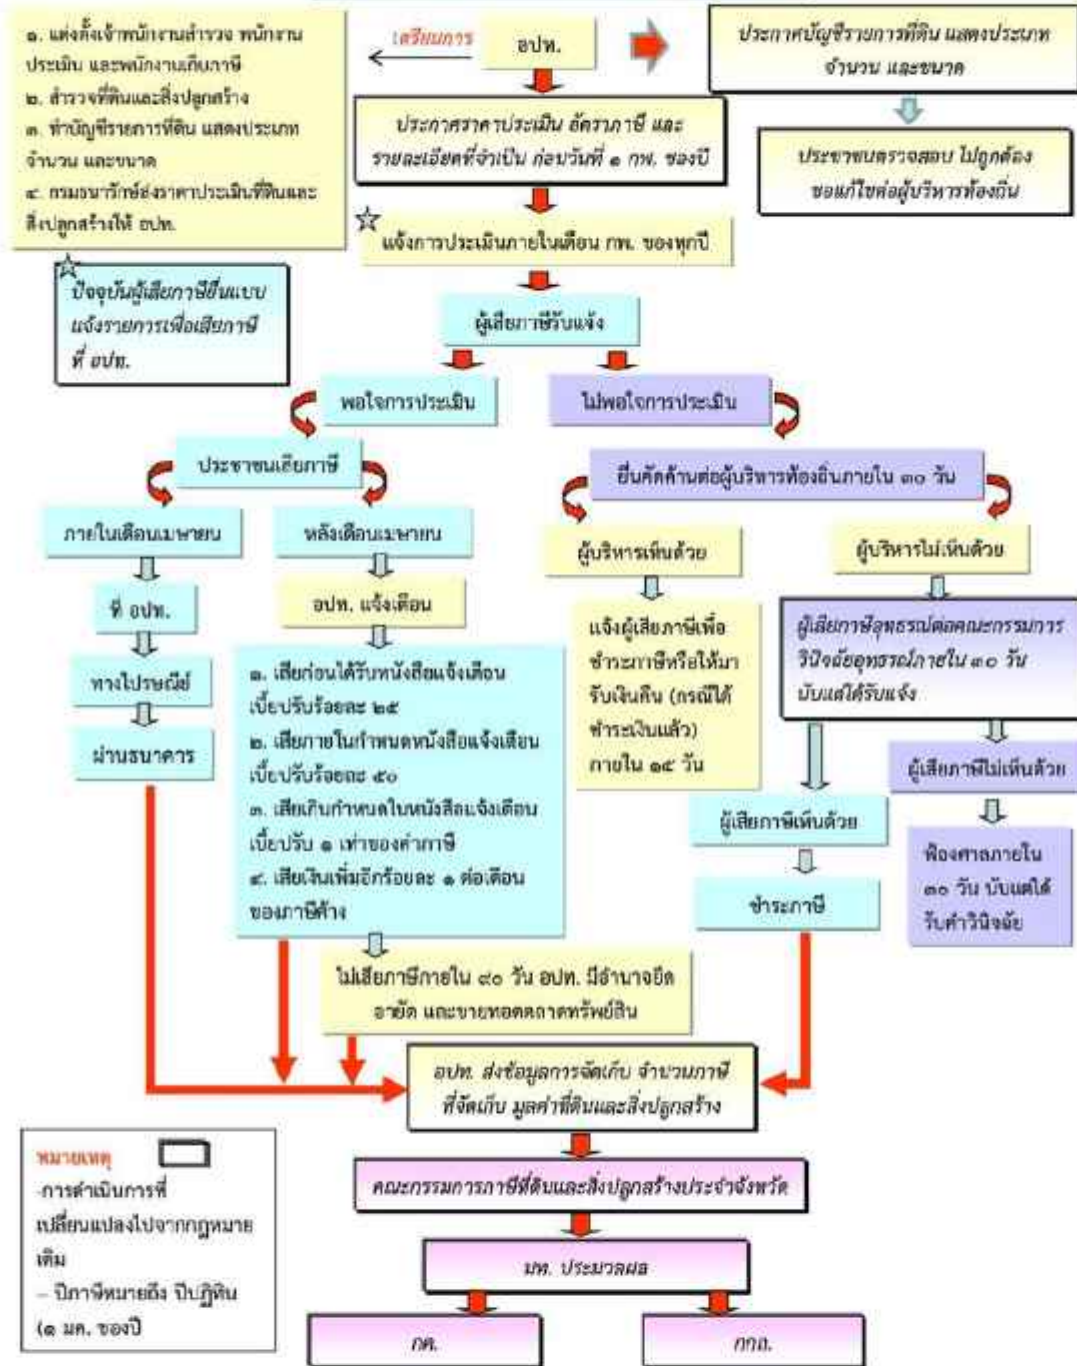 ๑. แต่งตั้งเจ้าพนักงานสำรวจ พนักงาน
ประเมิน และพนักงานเก็บภาษี
๒. สำรวจที่ดินและสิ่งปลูกสร้าง
๓. ทำบัญชีรายการที่ดิน แสดงประเภท
จำนวน และขนาด
๔. กรมธนารักษ์ส่งราคาประเมินที่ดินและ
สิ่งปลูกสร้างให้ อปท.
เตรียมการ
อปท.
ประกาศบัญชีรายการที่ดิน แสดงประเภท
จำนวน และขนาด
ประกาศราคาประเมิน อัตราภาษี และ
รายละเอียดที่จำเป็น ก่อนวันที่ ๑ กพ. ของปี
ประชาชนตรวจสอบ ไม่ถูกต้อง
ขอแก้ไขต่อผู้บริหารท้องถิ่น
แจ้งการประเมินภายในเดือน กพ. ของทุกปี
ปัจจุบันผู้เสียภาษียื่นแบบ
แจ้งรายการเพื่อเสียภาษี
ที่ อปท.
ผู้เสียภาษีรับแจ้ง
พอใจการประเมิน
ไม่พอใจการประเมิน
ประชาชนเสียภาษี
ยื่นคัดค้านต่อผู้บริหารท้องถิ่นภายใน ๓๐ วัน
ภายในเดือนเมษายน
หลังเดือนเมษายน
ผู้บริหารเห็นด้วย
ผู้บริหารไม่เห็นด้วย
ที่ อปท.
อปท. แจ้งเตือน
แจ้งผู้เสียภาษีเพื่อ
ชำระภาษีหรือให้มา
รับเงินคืน (กรณีได้
ชำระเงินแล้ว)
ภายใน ๑๕ วัน
ผู้เสียภาษีอุทธรณ์ต่อคณะกรรมการ
วินิจฉัยอุทธรณ์ภายใน ๓๐ วัน
นับแต่ได้รับแจ้ง
ทางไปรษณีย์
ผ่านธนาคาร
๑. เสียก่อนได้รับหนังสือแจ้งเตือน
เบี้ยปรับร้อยละ ๒๕
๒. เสียภายในกำหนดหนังสือแจ้งเตือน
เบี้ยปรับร้อยละ ๕๐
๓. เสียเกินกำหนดในหนังสือแจ้งเตือน
เบี้ยปรับ ๑ เท่าของค่าภาษี
๔. เสียเงินเพิ่มอีกร้อยละ ๑ ต่อเดือน
ของภาษีค้าง
ผู้เสียภาษีไม่เห็นด้วย
ผู้เสียภาษีเห็นด้วย
ฟ้องศาลภายใน
๓๐ วัน นับแต่ได้
รับคำวินิจฉัย
ชำระภาษี
ไม่เสียภาษีภายใน ๙๐ วัน อปท. มีอำนาจยึด
อายัด และขายทอดตลาดทรัพย์สิน
อปท. ส่งข้อมูลการจัดเก็บ จำนวนภาษี
ที่จัดเก็บ มูลค่าที่ดินและสิ่งปลูกสร้าง
หมายเหตุ
-การดำเนินการที่
เปลี่ยนแปลงไปจากกฎหมาย
เดิม
– ปีภาษีหมายถึง ปีปฏิทิน
(๑ มค. ของปี
คณะกรรมการภาษีที่ดินและสิ่งปลูกสร้างประจำจังหวัด
มท. ประมวลผล
กค.
กกถ.